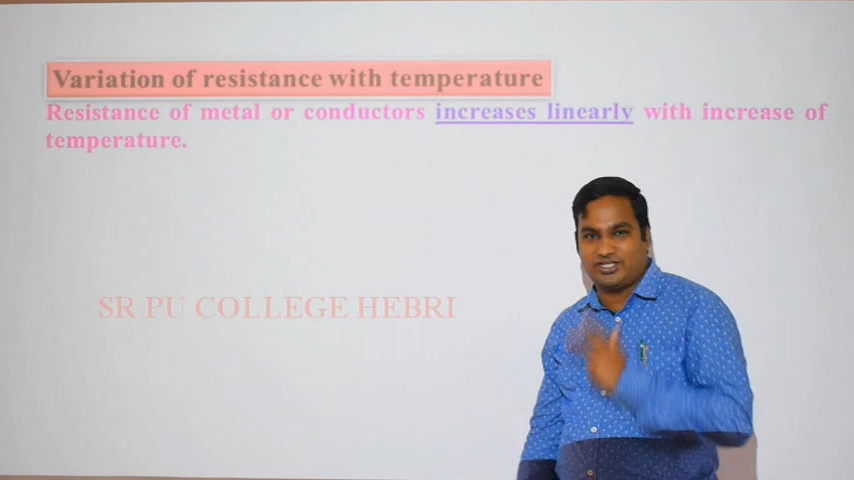 Variation of resistance with temperature
Resistance of metal or conductors increases linearly with increase of
temperature.
SR PU COLLEGE HEBRI